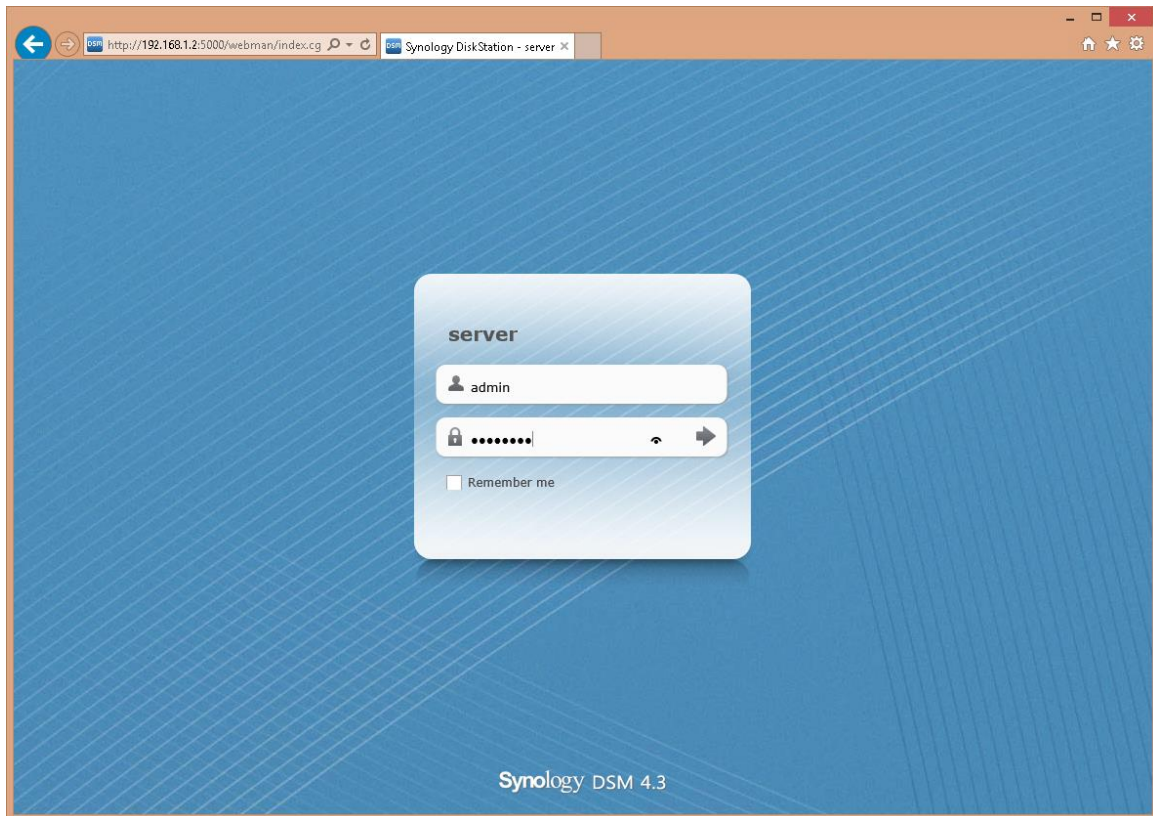 http://192.168.1.2:5000/webman/index.cg
DSM Synology DiskStation - server
server
admin
••••••••
Remember me
Synology DSM 4.3